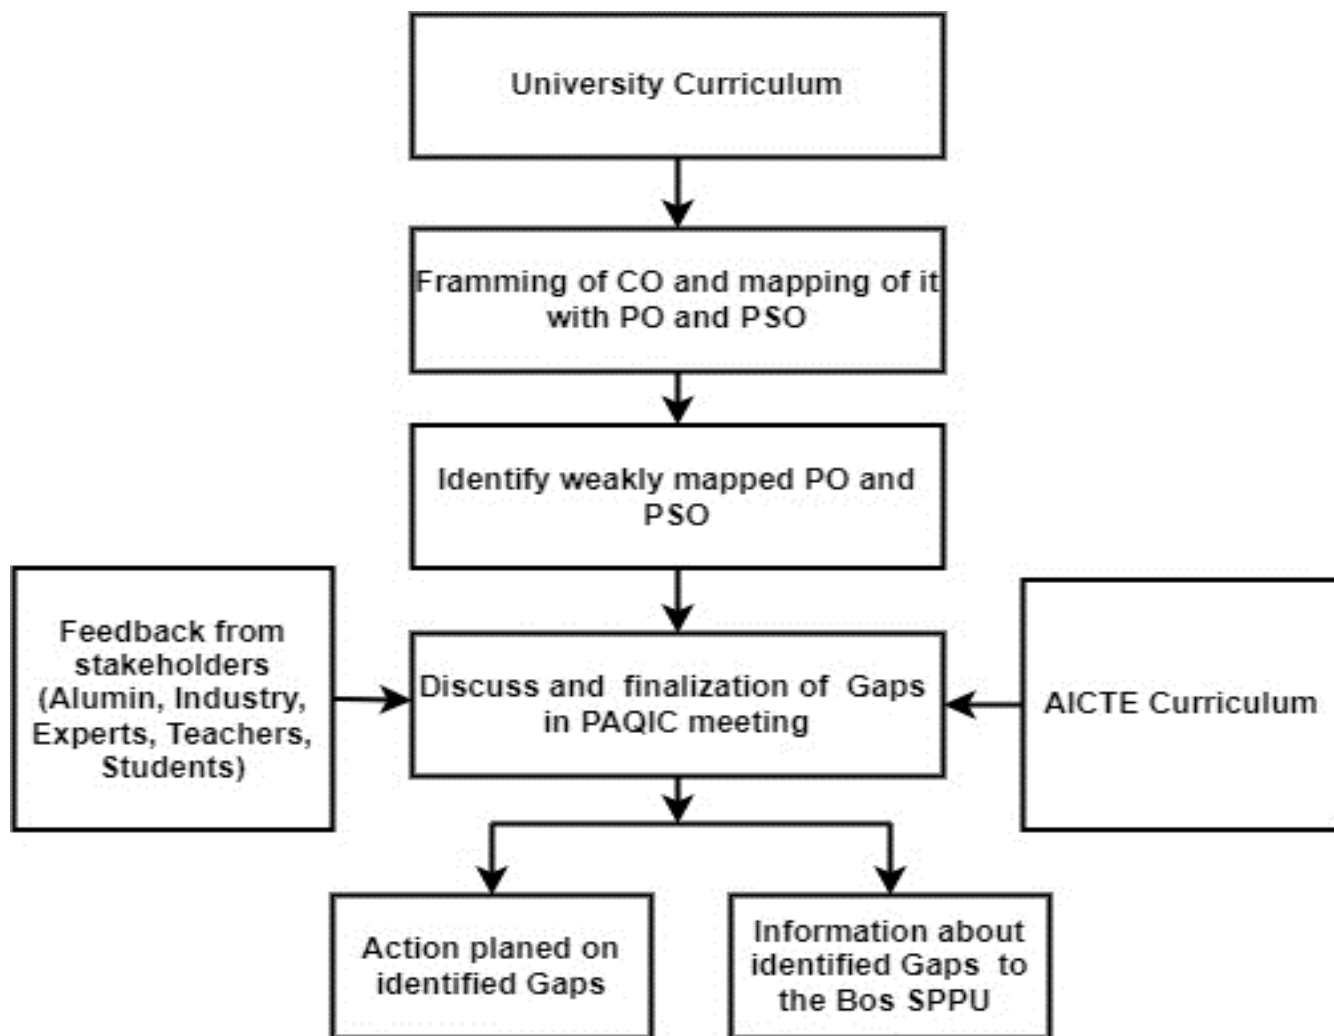 University Curriculum
Framming of CO and mapping of it
with PO and PSO
Identify weakly mapped PO and
PSO
Feedback from
stakeholders
(Alumin, Industry,
Experts, Teachers,
Students)
Discuss and finalization of Gaps
in PAQIC meeting
AICTE Curriculum
Action planed on
identified Gaps
Information about
identified Gaps to
the Bos SPPU